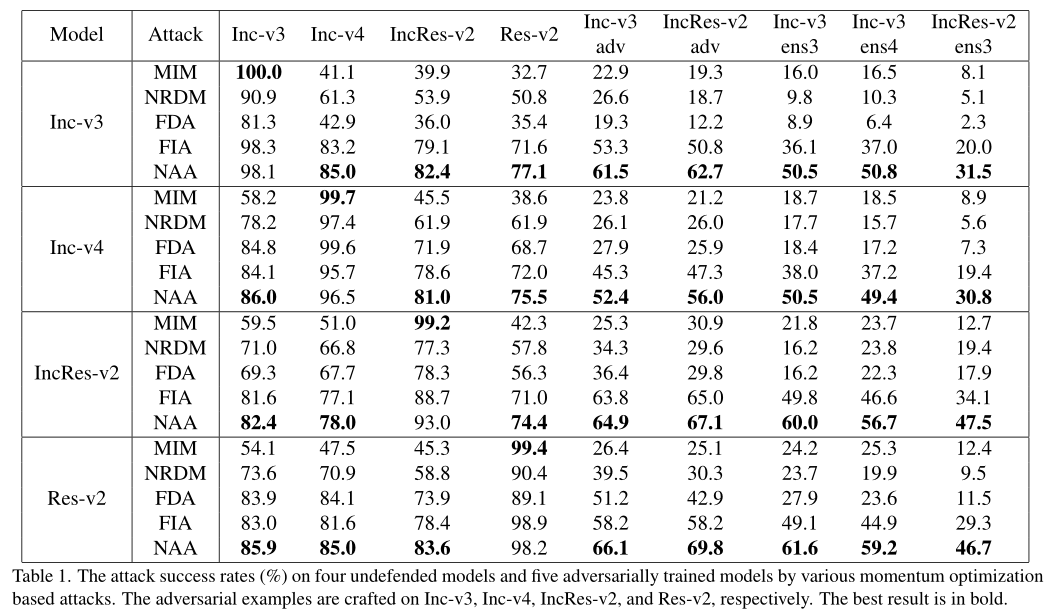 Model Attack Inc-v3 Inc-v4 IncRes-v2 Res-v2 Inc-v3 adv IncRes-v2 adv Inc-v3 ens3 Inc-v3 ens4 IncRes-v2 ens3
Inc-v3
MIM 100.0 41.1 39.9 32.7 22.9 19.3 16.0 16.5 8.1
NRDM 90.9 61.3 53.9 50.8 26.6 18.7 9.8 10.3 5.1
FDA 81.3 42.9 36.0 35.4 19.3 12.2 8.9 6.4 2.3
FIA 98.3 83.2 79.1 71.6 53.3 50.8 36.1 37.0 20.0
NAA 98.1 85.0 82.4 77.1 61.5 62.7 50.5 50.8 31.5
Inc-v4
MIM 58.2 99.7 45.5 38.6 23.8 21.2 18.7 18.5 8.9
NRDM 78.2 97.4 61.9 61.9 26.1 26.0 17.7 15.7 5.6
FDA 84.8 99.6 71.9 68.7 27.9 25.9 18.4 17.2 7.3
FIA 84.1 95.7 78.6 72.0 45.3 47.3 38.0 37.2 19.4
NAA 86.0 96.5 81.0 75.5 52.4 56.0 50.5 49.4 30.8
IncRes-v2
MIM 59.5 51.0 99.2 42.3 25.3 30.9 21.8 23.7 12.7
NRDM 71.0 66.8 77.3 57.8 34.3 29.6 16.2 23.8 19.4
FDA 69.3 67.7 78.3 56.3 36.4 29.8 16.2 22.3 17.9
FIA 81.6 77.1 88.7 71.0 63.8 65.0 49.8 46.6 34.1
NAA 82.4 78.0 93.0 74.4 64.9 67.1 60.0 56.7 47.5
Res-v2
MIM 54.1 47.5 45.3 99.4 26.4 25.1 24.2 25.3 12.4
NRDM 73.6 70.9 58.8 90.4 39.5 30.3 23.7 19.9 9.5
FDA 83.9 84.1 73.9 89.1 51.2 42.9 27.9 23.6 11.5
FIA 83.0 81.6 78.4 98.9 58.2 58.2 49.1 44.9 29.3
NAA 85.9 85.0 83.6 98.2 66.1 69.8 61.6 59.2 46.7
Table 1. The attack success rates (%) on four undefended models and five adversarially trained models by various momentum optimization
based attacks. The adversarial examples are crafted on Inc-v3, Inc-v4, IncRes-v2, and Res-v2, respectively. The best result is in bold.